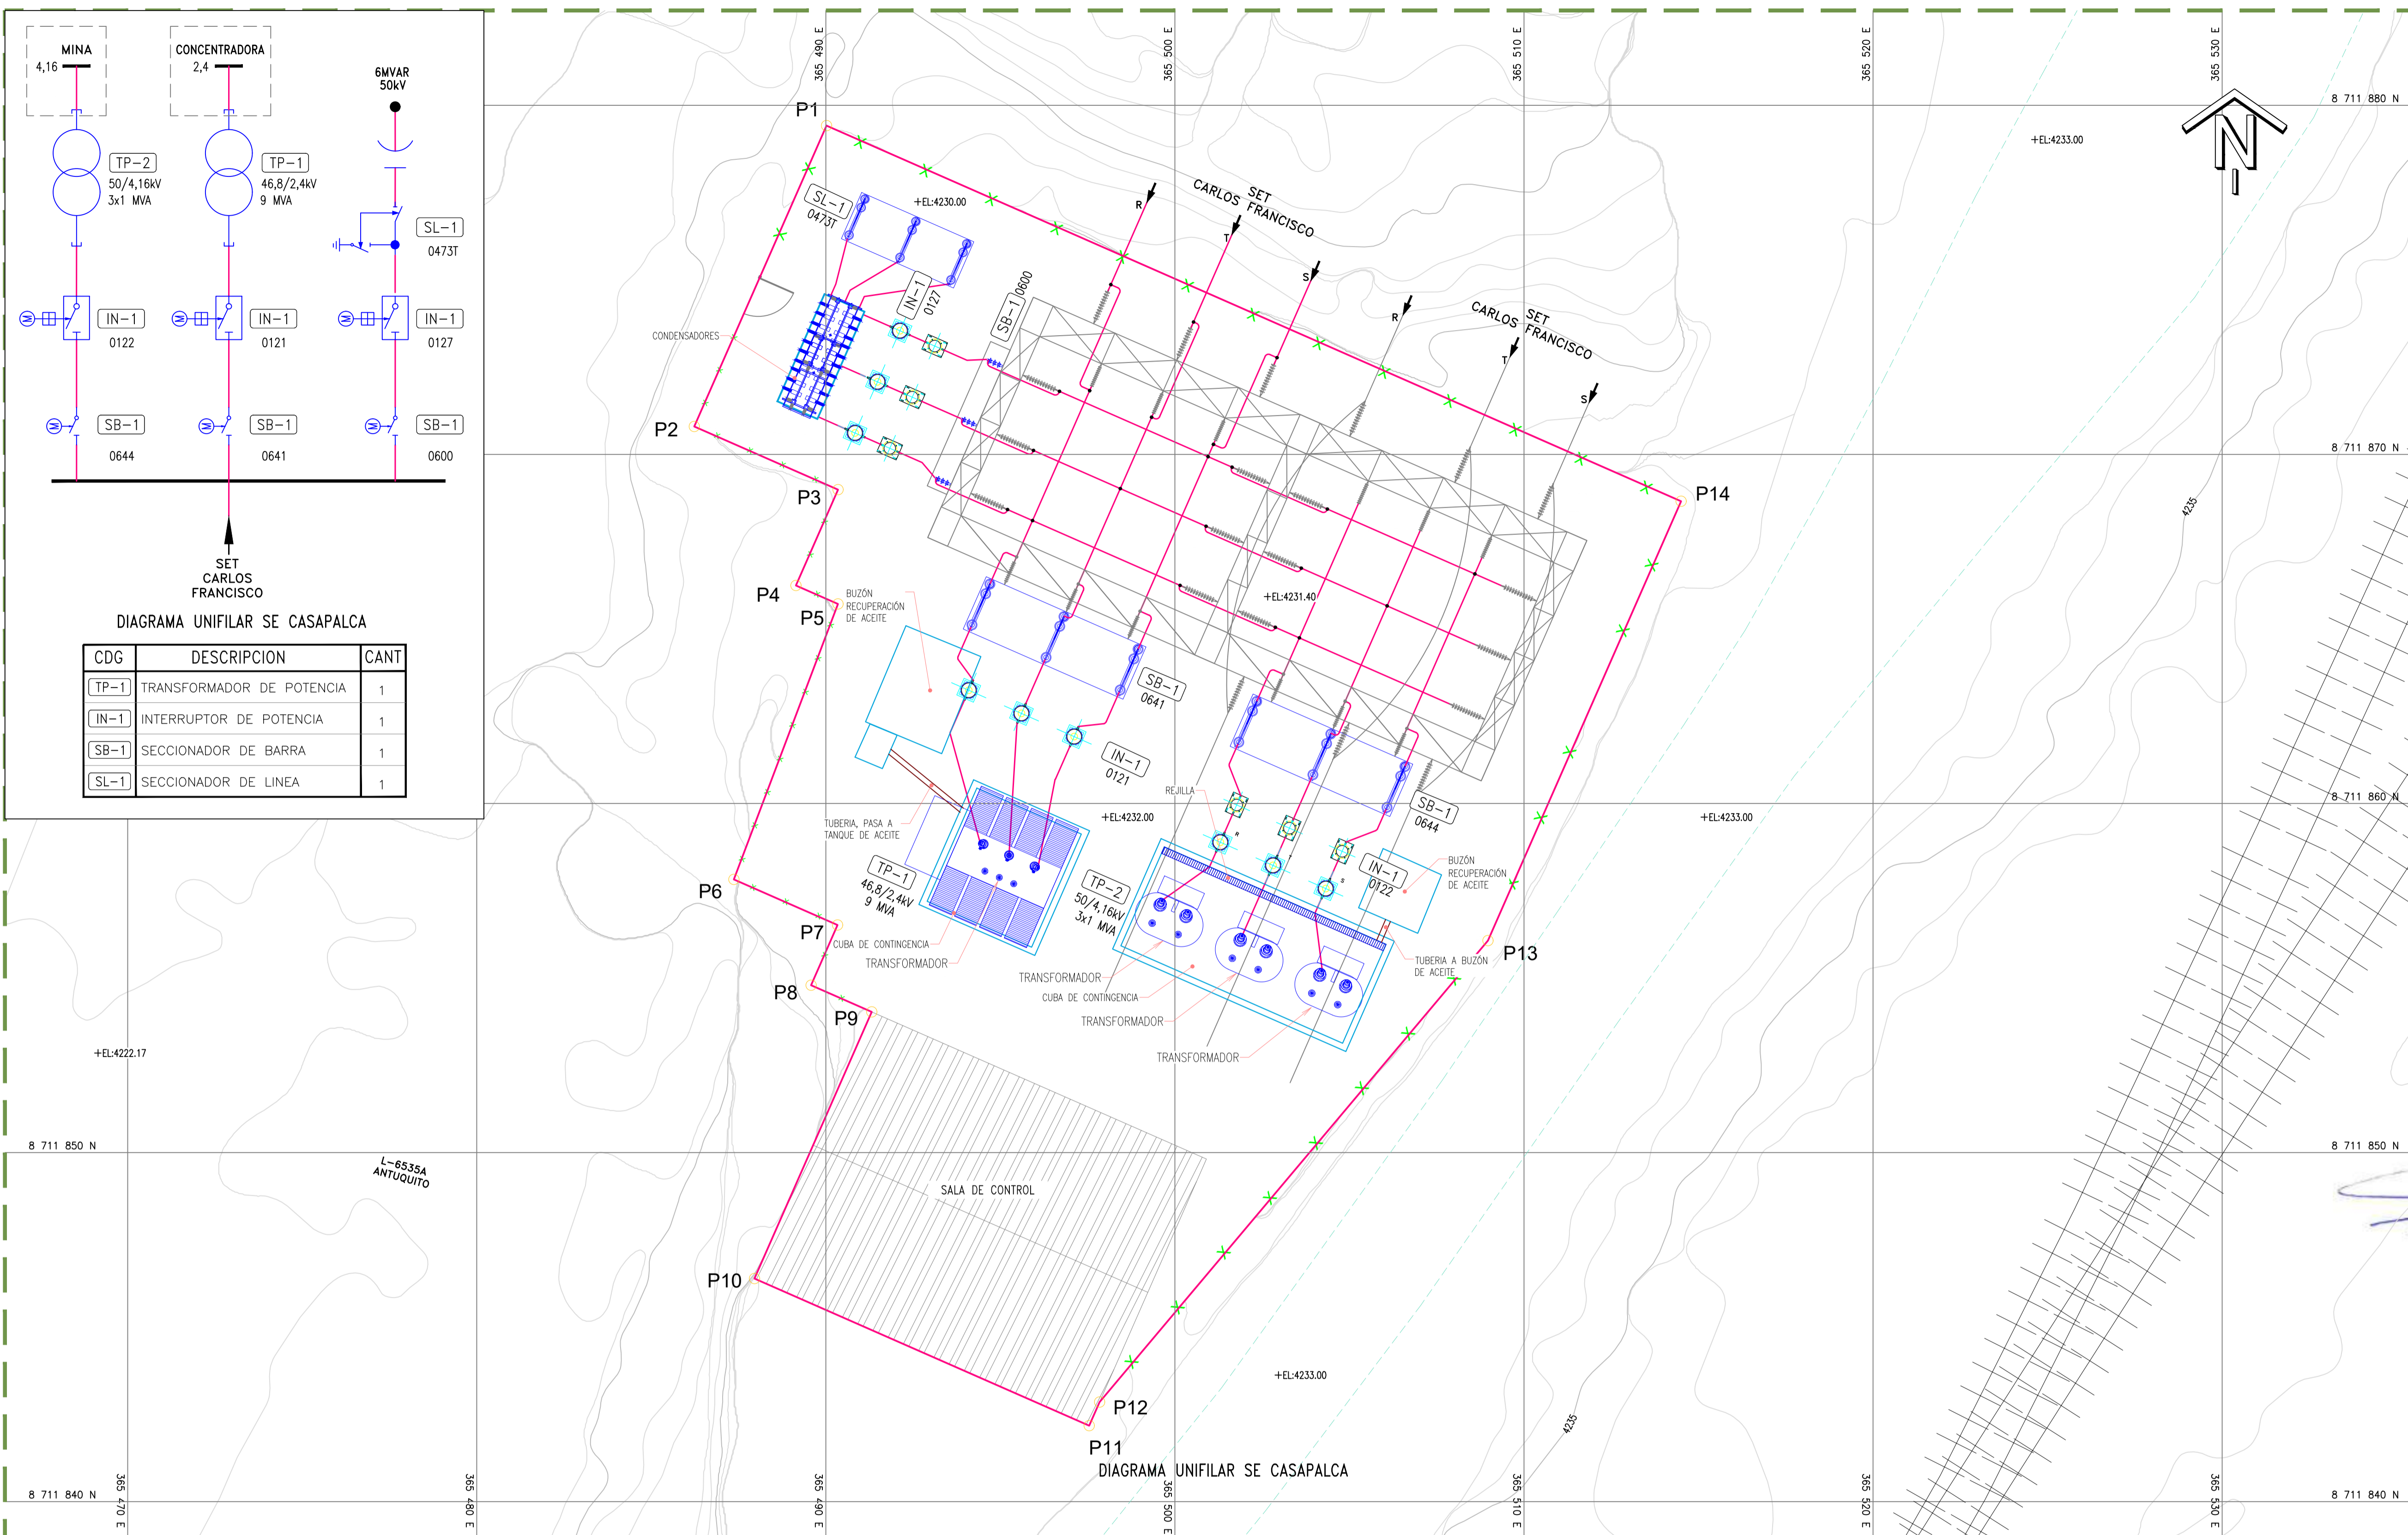 MINA
4,16
CONCENTRADORA
2,4
6MVAR
50kV
TP-2
50/4,16kV
3x1 MVA
TP-1
46,8/2,4kV
9 MVA
SL-1
0473T
M
IN-1
0122
M
IN-1
0121
M
IN-1
0127
M
SB-1
0644
M
SB-1
0641
M
SB-1
0600
SET
CARLOS
FRANCISCO
DIAGRAMA UNIFILAR SE CASAPALCA
CDG DESCRIPCION CANT
TP-1 TRANSFORMADOR DE POTENCIA 1
IN-1 INTERRUPTOR DE POTENCIA 1
SB-1 SECCIONADOR DE BARRA 1
SL-1 SECCIONADOR DE LINEA 1
365 490 E
365 500 E
365 510 E
365 520 E
365 530 E
8 711 880 N
N
+EL:4233.00
P1
SL-1
0473T
+EL:4230.00
R
SET
CARLOS FRANCISCO
T
S
IN-1
0127
SB-1 0600
R
SET
CARLOS FRANCISCO
T
S
CONDENSADORES
P2
8 711 870 N
P3
P14
4235
P4
P5
BUZÓN
RECUPERACIÓN
DE ACEITE
+EL:4231.40
SB-1
0641
IN-1
0121
REJILLA
SB-1
0644
8 711 860 N
TUBERIA, PASA A
TANQUE DE ACEITE
+EL:4232.00
+EL:4233.00
R
T
S
IN-1
0122
BUZÓN
RECUPERACIÓN
DE ACEITE
TP-1
46,8/2,4kV
9 MVA
TP-2
50/4,16kV
3x1 MVA
P6
P7
CUBA DE CONTINGENCIA
TRANSFORMADOR
P13
TUBERIA A BUZÓN
DE ACEITE
TRANSFORMADOR
CUBA DE CONTINGENCIA
TRANSFORMADOR
TRANSFORMADOR
P8
P9
+EL:4222.17
8 711 850 N
8 711 850 N
L-6535A
ANTUQUITO
SALA DE CONTROL
P10
+EL:4233.00
P12
P11
4235
DIAGRAMA UNIFILAR SE CASAPALCA
8 711 840 N
8 711 840 N
365 470 E
365 480 E
365 490 E
365 500 E
365 510 E
365 520 E
365 530 E